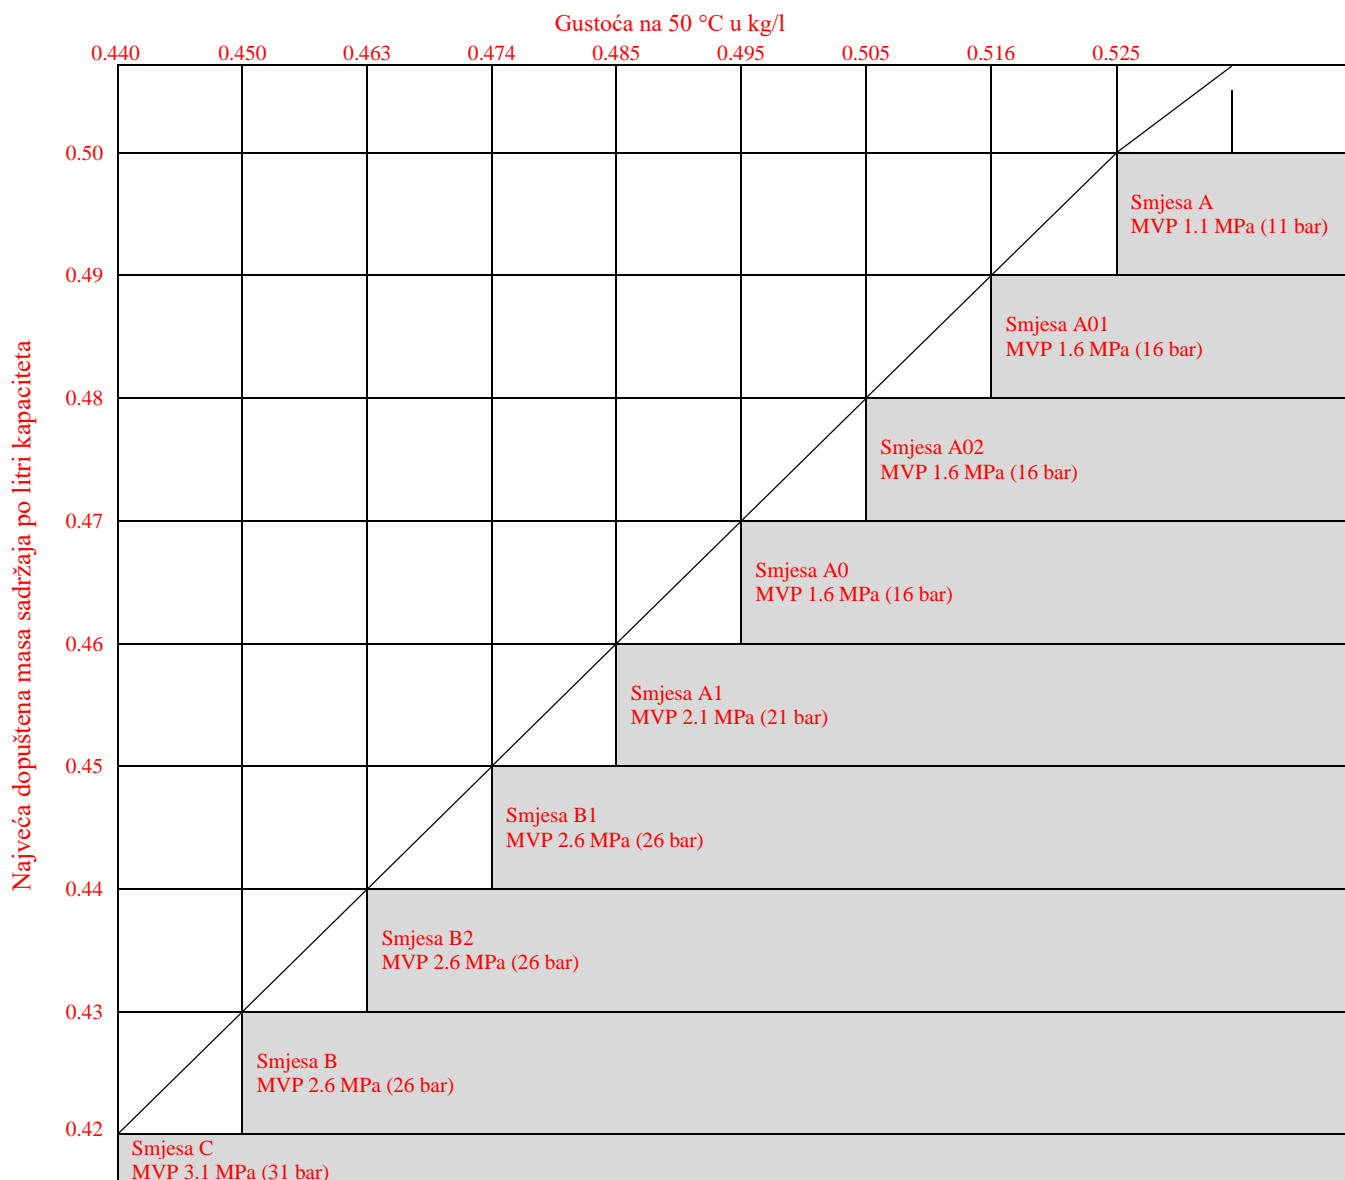 Gustoća na 50 °C u kg/l
0.440 0.450 0.463 0.474 0.485 0.495 0.505 0.516 0.525
Najveća dopuštena masa sadržaja po litri kapaciteta
0.50
Smjesa A
MVP 1.1 MPa (11 bar)
0.49
Smjesa A01
MVP 1.6 MPa (16 bar)
0.48
Smjesa A02
MVP 1.6 MPa (16 bar)
0.47
Smjesa A0
MVP 1.6 MPa (16 bar)
0.46
Smjesa A1
MVP 2.1 MPa (21 bar)
0.45
Smjesa B1
MVP 2.6 MPa (26 bar)
0.44
Smjesa B2
MVP 2.6 MPa (26 bar)
0.43
Smjesa B
MVP 2.6 MPa (26 bar)
0.42
Smjesa C
MVP 3.1 MPa (31 bar)